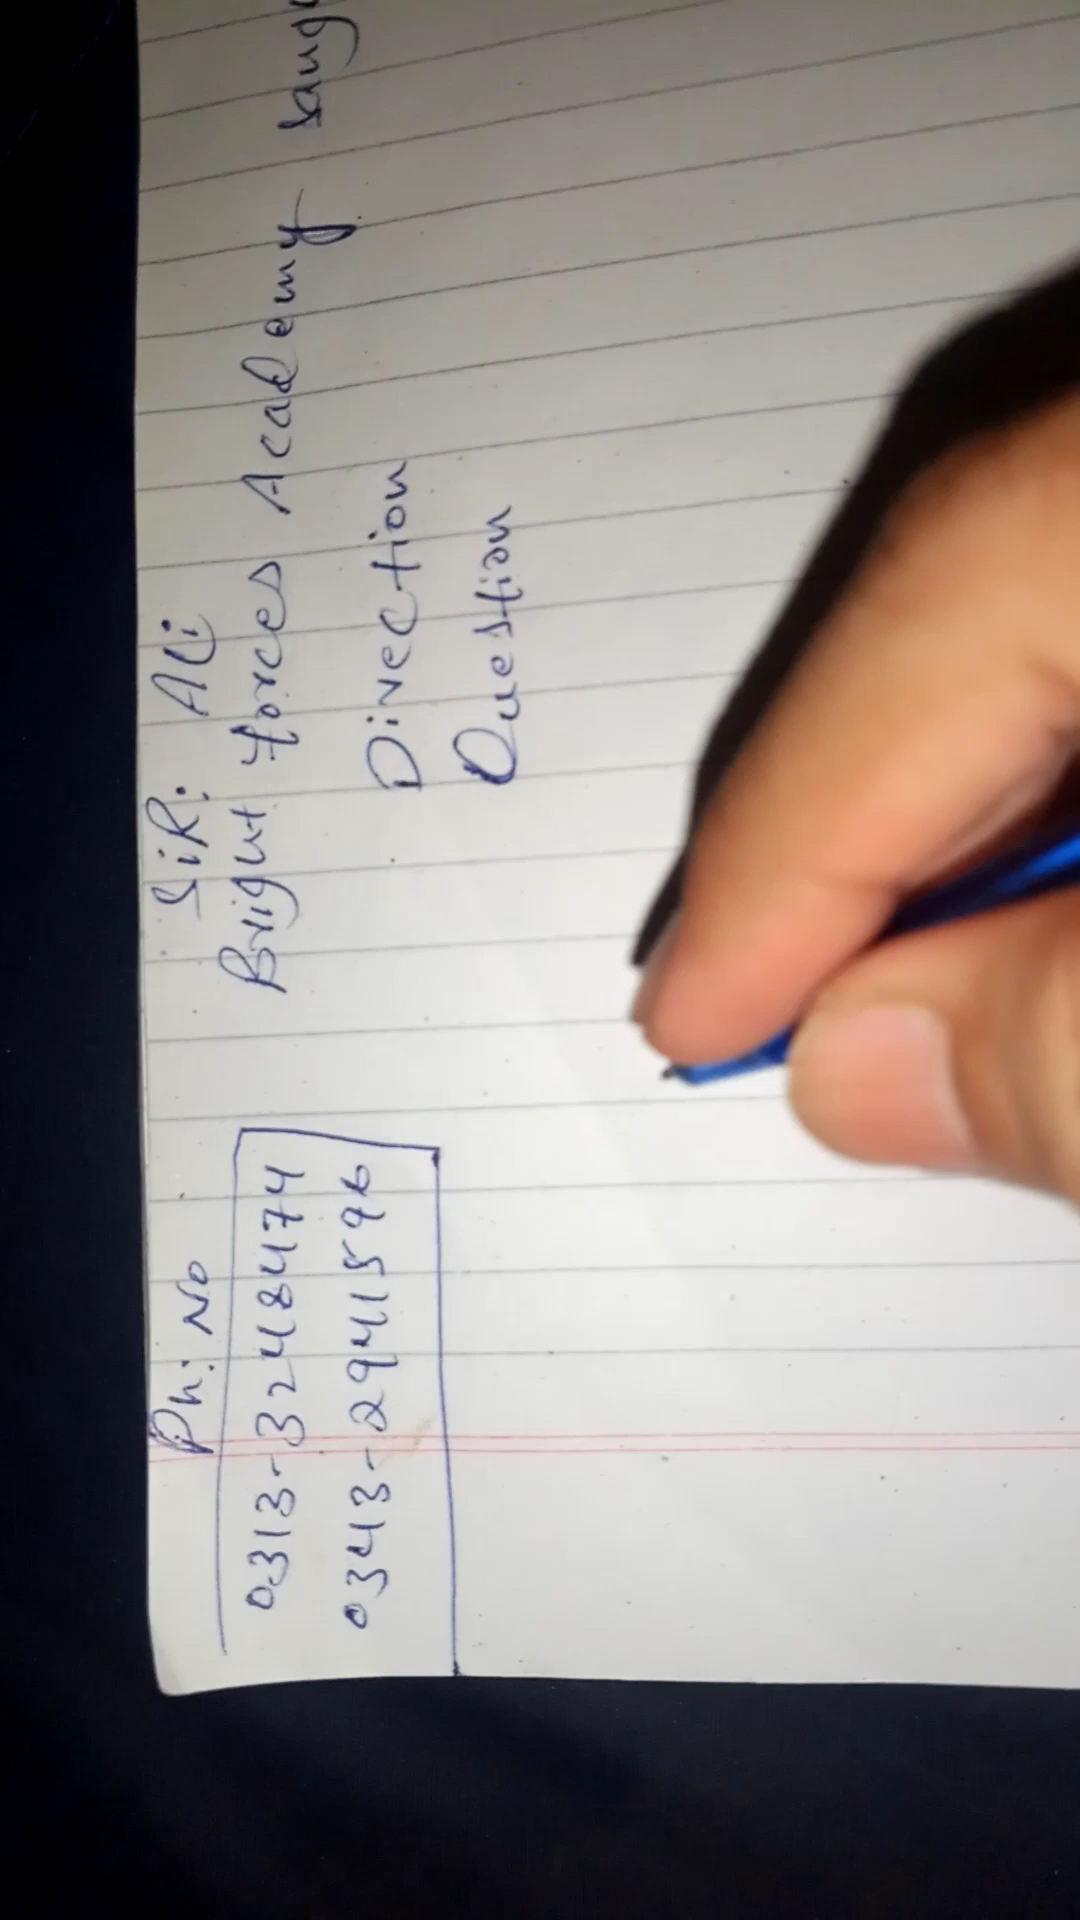 Ph: No
0313-3248474
0343-2941596
SiR: ALi
Bright Forces Academy
Direction
Question